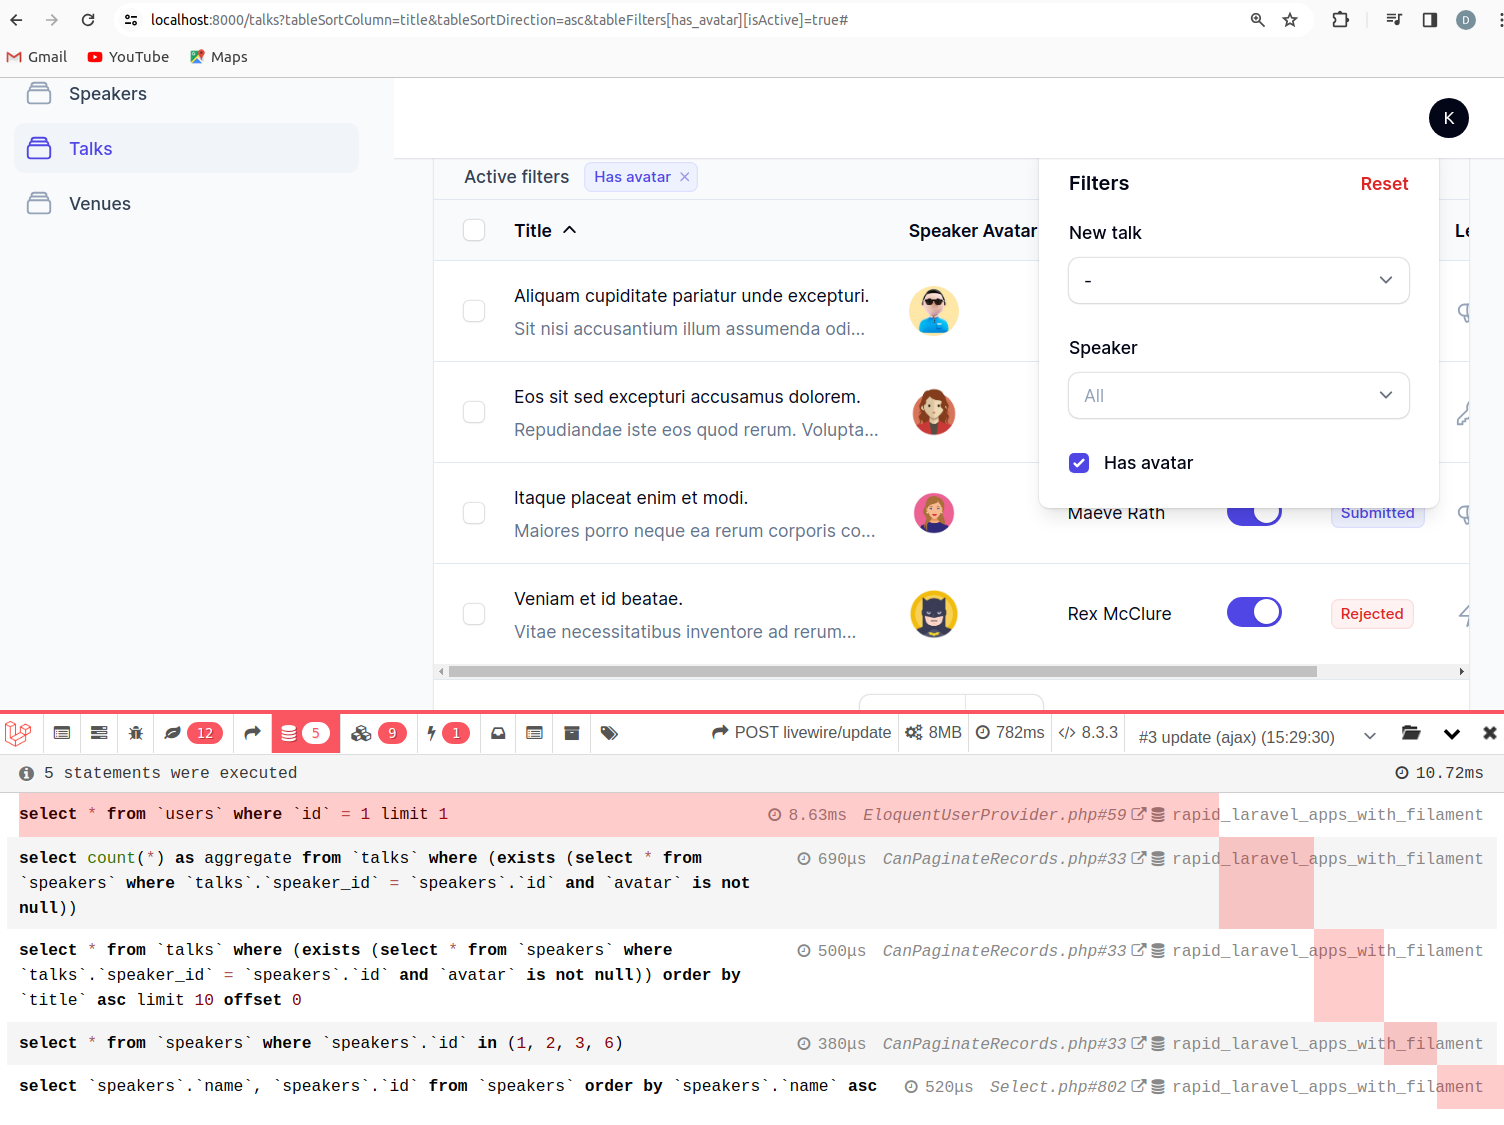 localhost:8000/talks?tableSortColumn=title&tableSortDirection=asc&tableFilters[has_avatar][isActive]=true#
D
Gmail YouTube Maps
Speakers
Talks
Venues
K
Active filters Has avatar
Title Speaker Avatar
Aliquam cupiditate pariatur unde excepturi.
Sit nisi accusantium illum assumenda odi...
Eos sit sed excepturi accusamus dolorem.
Repudiandae iste eos quod rerum. Volupta...
Itaque placeat enim et modi.
Maiores porro neque ea rerum corporis co...
Maeve Rath Submitted
Veniam et id beatae.
Vitae necessitatibus inventore ad rerum...
Rex McClure Rejected
Filters Reset
New talk
-
Speaker
All
Has avatar
12 5 9 1 POST livewire/update 8MB 782ms </> 8.3.3 #3 update (ajax) (15:29:30)
5 statements were executed 10.72ms
select * from `users` where `id` = 1 limit 1 8.63ms EloquentUserProvider.php#59 rapid_laravel_apps_with_filament
select count(*) as aggregate from `talks` where (exists (select * from 690μs CanPaginateRecords.php#33 rapid_laravel_apps_with_filament
`speakers` where `talks`.`speaker_id` = `speakers`.`id` and `avatar` is not
null))
select * from `talks` where (exists (select * from `speakers` where 500μs CanPaginateRecords.php#33 rapid_laravel_apps_with_filament
`talks`.`speaker_id` = `speakers`.`id` and `avatar` is not null)) order by
`title` asc limit 10 offset 0
select * from `speakers` where `speakers`.`id` in (1, 2, 3, 6) 380μs CanPaginateRecords.php#33 rapid_laravel_apps_with_filament
select `speakers`.`name`, `speakers`.`id` from `speakers` order by `speakers`.`name` asc 520μs Select.php#802 rapid_laravel_apps_with_filament